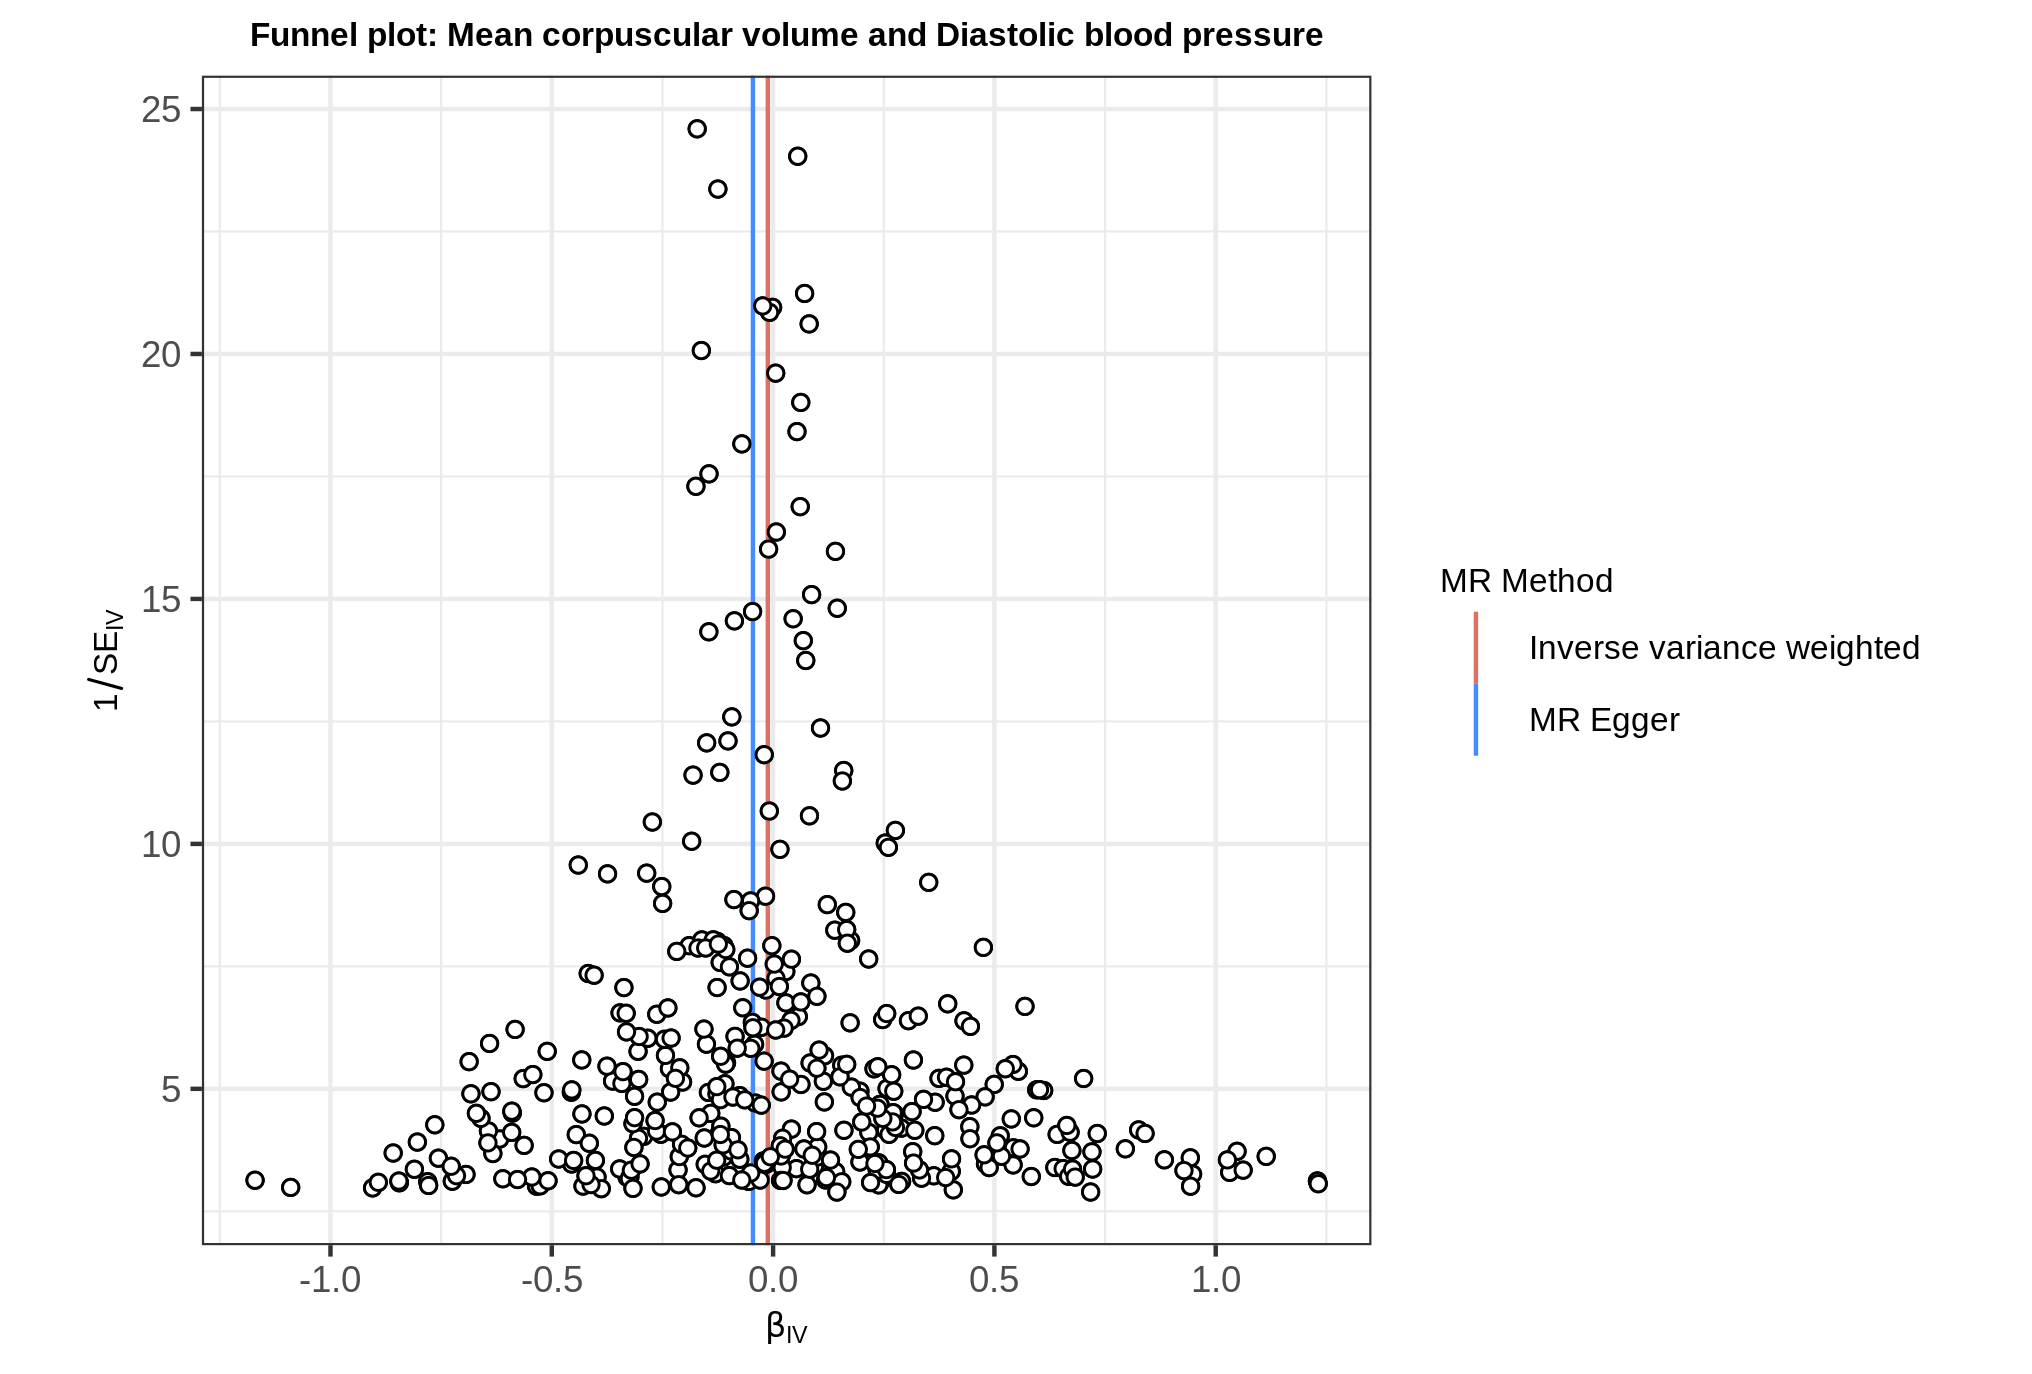 Funnel plot: Mean corpuscular volume and Diastolic blood pressure
25
20
15
10
5
1/SEIV
-1.0 -0.5 0.0 0.5 1.0
βIV
MR Method
Inverse variance weighted
MR Egger